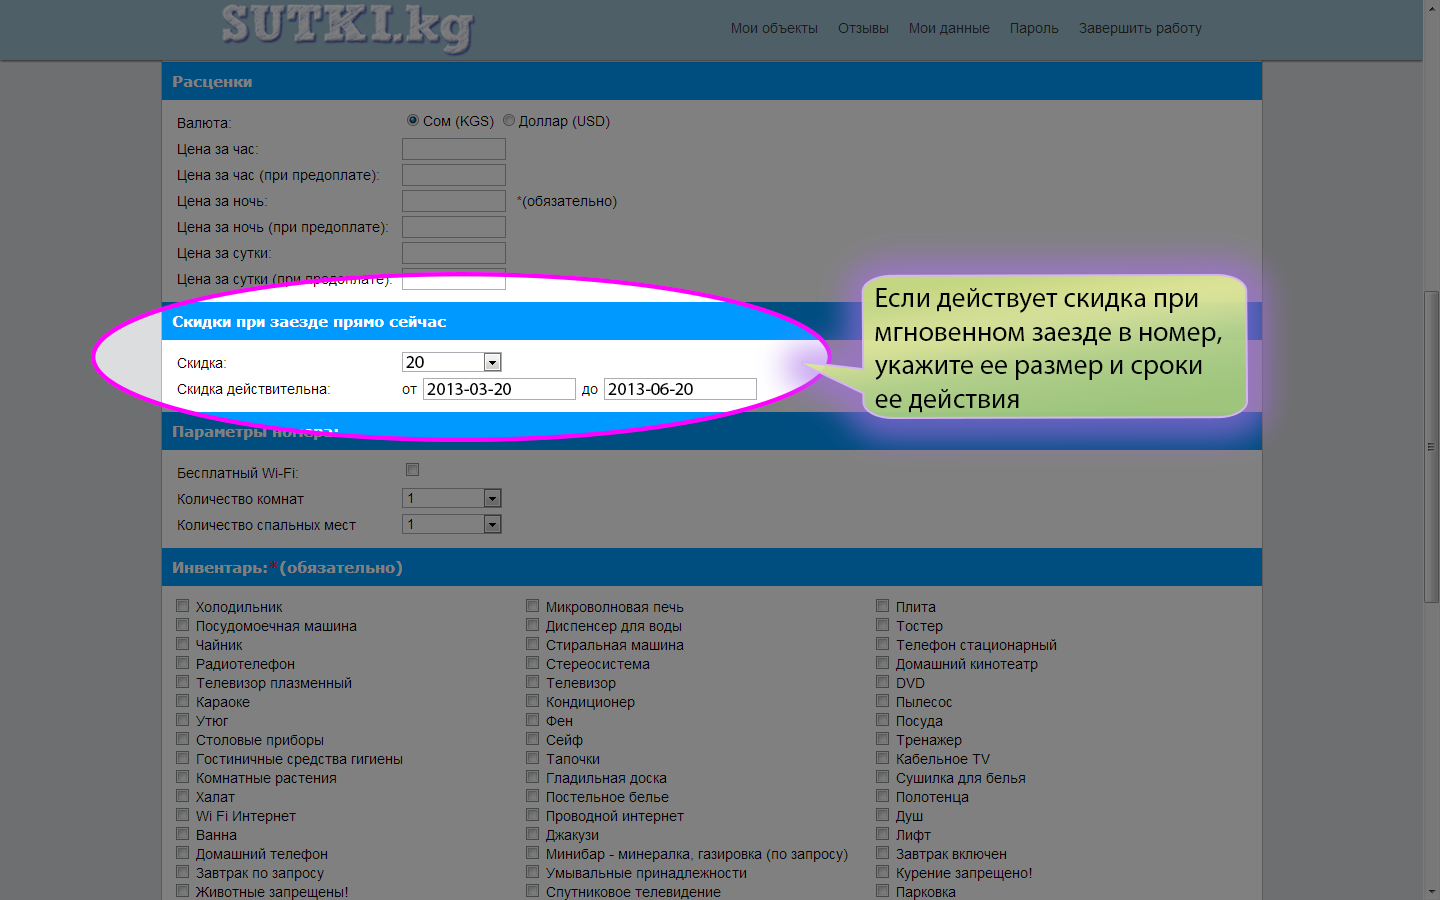 SUTKI.kg
Мои объекты Отзывы Мои данные Пароль Завершить работу
Расценки
Валюта: Сом (KGS) Доллар (USD)
Цена за час:
Цена за час (при предоплате):
Цена за ночь: *(обязательно)
Цена за ночь (при предоплате):
Цена за сутки:
Цена за сутки (при предоплате):
Скидки при заезде прямо сейчас
Скидка: 20
Скидка действительна: от 2013-03-20 до 2013-06-20
Если действует скидка при
мгновенном заезде в номер,
укажите ее размер и сроки
ее действия
Параметры номера:
Бесплатный Wi-Fi:
Количество комнат 1
Количество спальных мест 1
Инвентарь:*(обязательно)
Холодильник Микроволновая печь Плита
Посудомоечная машина Диспенсер для воды Тостер
Чайник Стиральная машина Телефон стационарный
Радиотелефон Стереосистема Домашний кинотеатр
Телевизор плазменный Телевизор DVD
Караоке Кондиционер Пылесос
Утюг Фен Посуда
Столовые приборы Сейф Тренажер
Гостиничные средства гигиены Тапочки Кабельное TV
Комнатные растения Гладильная доска Сушилка для белья
Халат Постельное белье Полотенца
Wi Fi Интернет Проводной интернет Душ
Ванна Джакузи Лифт
Домашний телефон Минибар - минералка, газировка (по запросу) Завтрак включен
Завтрак по запросу Умывальные принадлежности Курение запрещено!
Животные запрещены! Спутниковое телевидение Парковка